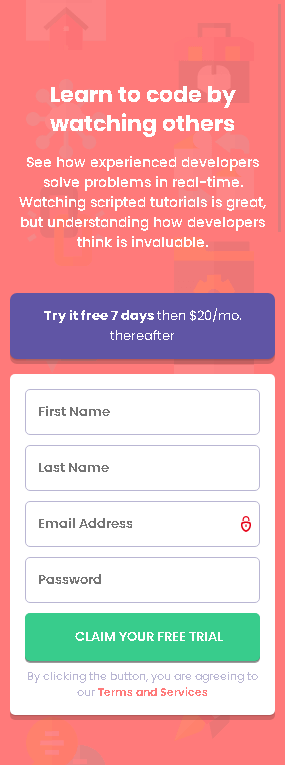 Learn to code by
watching others
See how experienced developers
solve problems in real-time.
Watching scripted tutorials is great,
but understanding how developers
think is invaluable.
Try it free 7 days then $20/mo.
thereafter
First Name
Last Name
Email Address
Password
CLAIM YOUR FREE TRIAL
By clicking the button, you are agreeing to
our Terms and Services